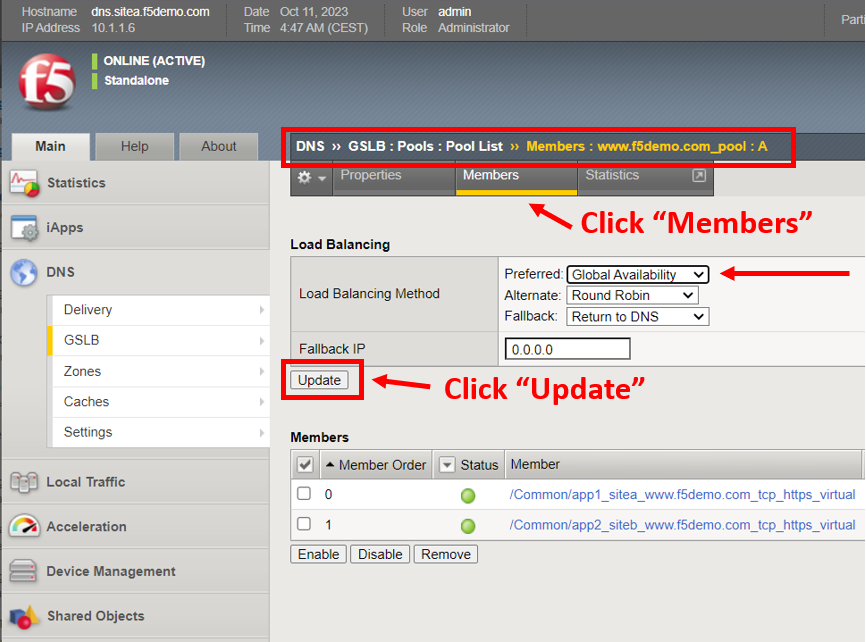 Hostname dns.sitea.f5demo.com Date Oct 11, 2023 User admin
IP Address 10.1.1.6 Time 4:47 AM (CEST) Role Administrator
Parti
f5
ONLINE (ACTIVE)
Standalone
Main Help About
DNS ›› GSLB : Pools : Pool List ›› Members : www.f5demo.com_pool : A
Properties Members Statistics
Click “Members”
Statistics
iApps
DNS
Delivery
GSLB
Zones
Caches
Settings
Local Traffic
Acceleration
Device Management
Shared Objects
Load Balancing
Load Balancing Method
Preferred: Global Availability
Alternate: Round Robin
Fallback: Return to DNS
Fallback IP 0.0.0.0
Update
Click “Update”
Members
Member Order Status Member
0 /Common/app1_sitea_www.f5demo.com_tcp_https_virtual
1 /Common/app2_siteb_www.f5demo.com_tcp_https_virtual
Enable Disable Remove